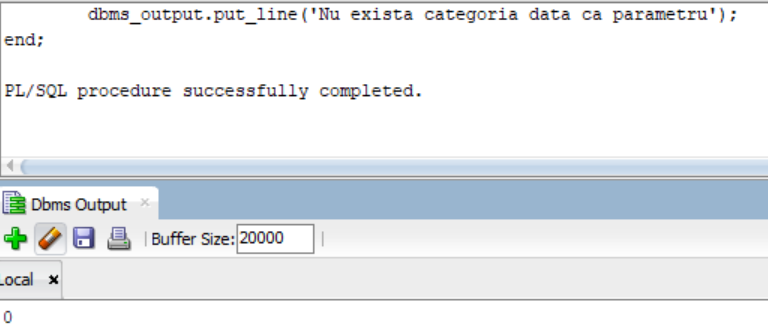 dbms_output.put_line('Nu exista categoria data ca parametru');
end;
PL/SQL procedure successfully completed.
Dbms Output ×
Buffer Size: 20000
Local ×
0